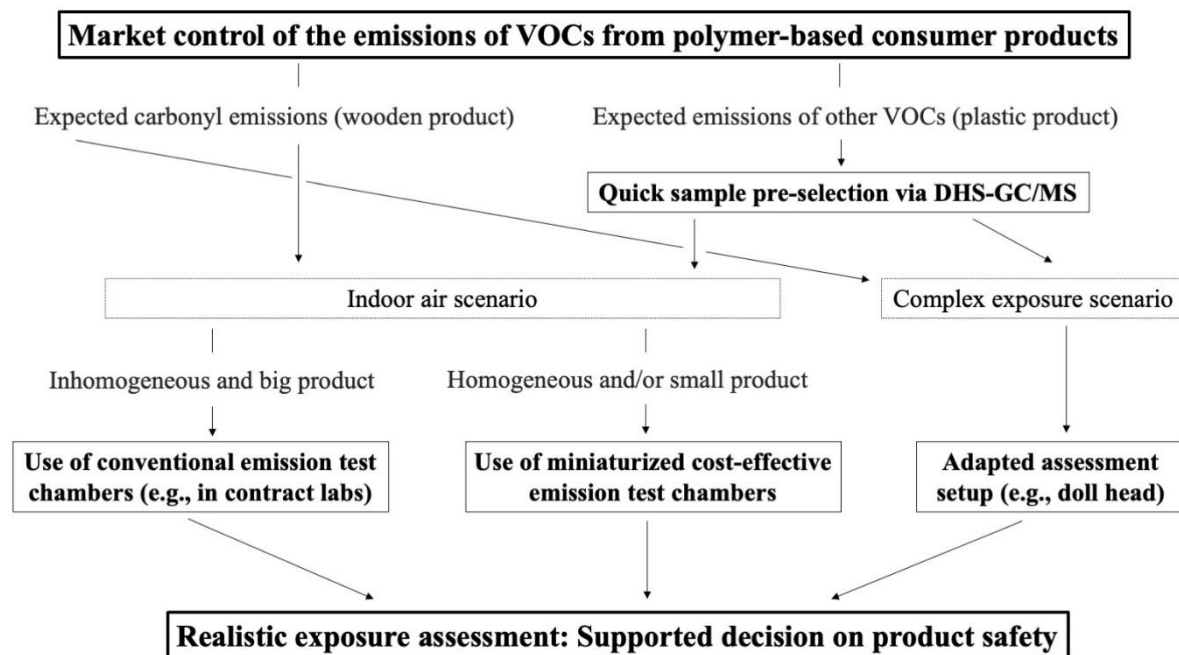 Market control of the emissions of VOCs from polymer-based consumer products
Expected carbonyl emissions (wooden product)
Expected emissions of other VOCs (plastic product)
Quick sample pre-selection via DHS-GC/MS
Indoor air scenario
Complex exposure scenario
Inhomogeneous and big product
Homogeneous and/or small product
Use of conventional emission test
chambers (e.g., in contract labs)
Use of miniaturized cost-effective
emission test chambers
Adapted assessment
setup (e.g., doll head)
Realistic exposure assessment: Supported decision on product safety